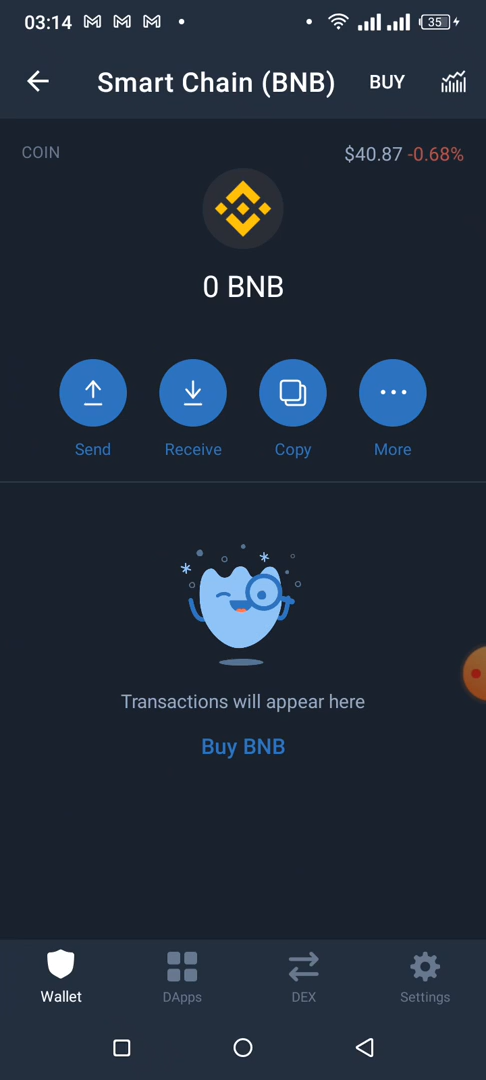 03:14
35
Smart Chain (BNB)
BUY
COIN
$40.87 -0.68%
0 BNB
Send
Receive
Copy
More
Transactions will appear here
Buy BNB
Wallet
DApps
DEX
Settings